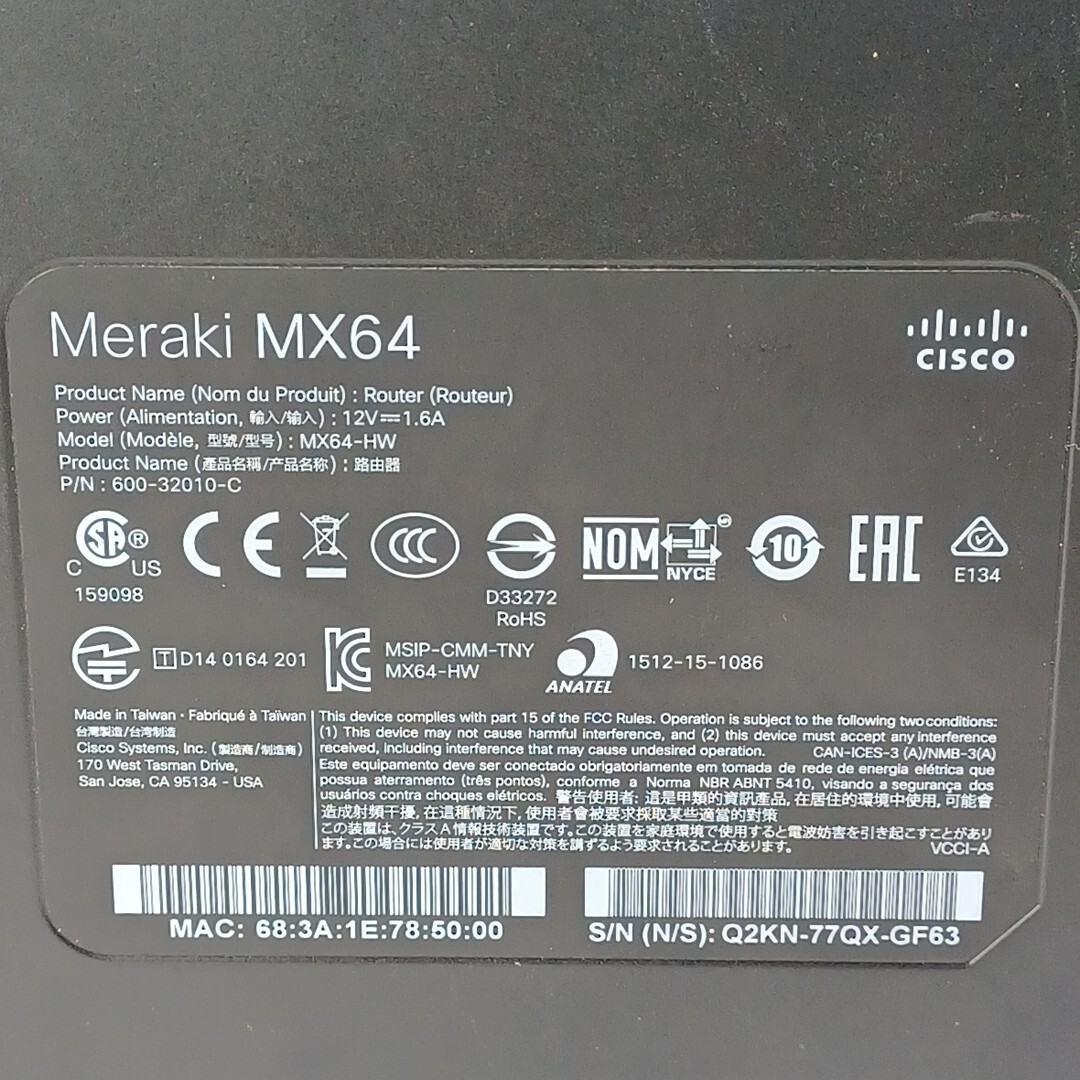 Meraki MX64
CISCO
Product Name (Nom du Produit) : Router (Routeur)
Power (Alimentation, 輸入/输入) : 12V⎓1.6A
Model (Modèle, 型號/型号) : MX64-HW
Product Name (產品名稱/产品名称) : 路由器
P/N : 600-32010-C
SA ® C US
159098
CE
CCC
D33272
RoHS
NOM
NYCE
10
EAC
E134
T D14 0164 201
MSIP-CMM-TNY
MX64-HW
ANATEL
1512-15-1086
Made in Taiwan · Fabriqué à Taïwan
台灣製造/台湾制造
Cisco Systems, Inc. (製造商/制造商)
170 West Tasman Drive,
San Jose, CA 95134 - USA
This device complies with part 15 of the FCC Rules. Operation is subject to the following two conditions:
(1) This device may not cause harmful interference, and (2) this device must accept any interference
received, including interference that may cause undesired operation. CAN-ICES-3 (A)/NMB-3(A)
Este equipamento deve ser conectado obrigatoriamente em tomada de rede de energia elétrica que
possua aterramento (três pontos), conforme a Norma NBR ABNT 5410, visando a segurança dos
usuários contra choques elétricos. 警告使用者: 這是甲類的資訊產品, 在居住的環境中使用, 可能會
造成射頻干擾, 在這種情況下, 使用者會被要求採取某些適當的對策
この装置は、クラスA情報技術装置です。この装置を家庭環境で使用すると電波妨害を引き起こすことがあり
ます。この場合には使用者が適切な対策を講ずるよう要求されることがあります。 VCCI-A
MAC: 68:3A:1E:78:50:00
S/N (N/S): Q2KN-77QX-GF63